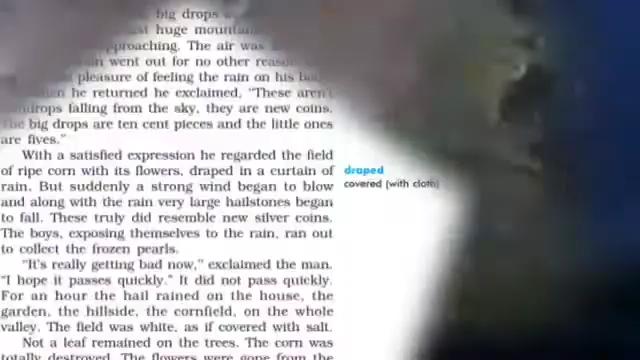 big drops
huge
approaching. The air was
went out for no other
pleasure of feeling the rain on his
he returned he exclaimed, "These aren't
falling from the sky, they are new coins.
The big drops are ten cent pieces and the little ones
are fives."
With a satisfied expression he regarded the field
of ripe corn with its flowers, draped in a curtain of
rain. But suddenly a strong wind began to blow
and along with the rain very large hailstones began
to fall. These truly did resemble new silver coins.
The boys, exposing themselves to the rain, ran out
to collect the frozen pearls.
"It's really getting bad now," exclaimed the man.
"I hope it passes quickly." It did not pass quickly.
For an hour the hail rained on the house, the
garden, the hillside, the cornfield, on the whole
valley. The field was white, as if covered with salt.
Not a leaf remained on the trees. The corn was
totally destroyed. The flowers were gone from the
draped
covered (with cloth)